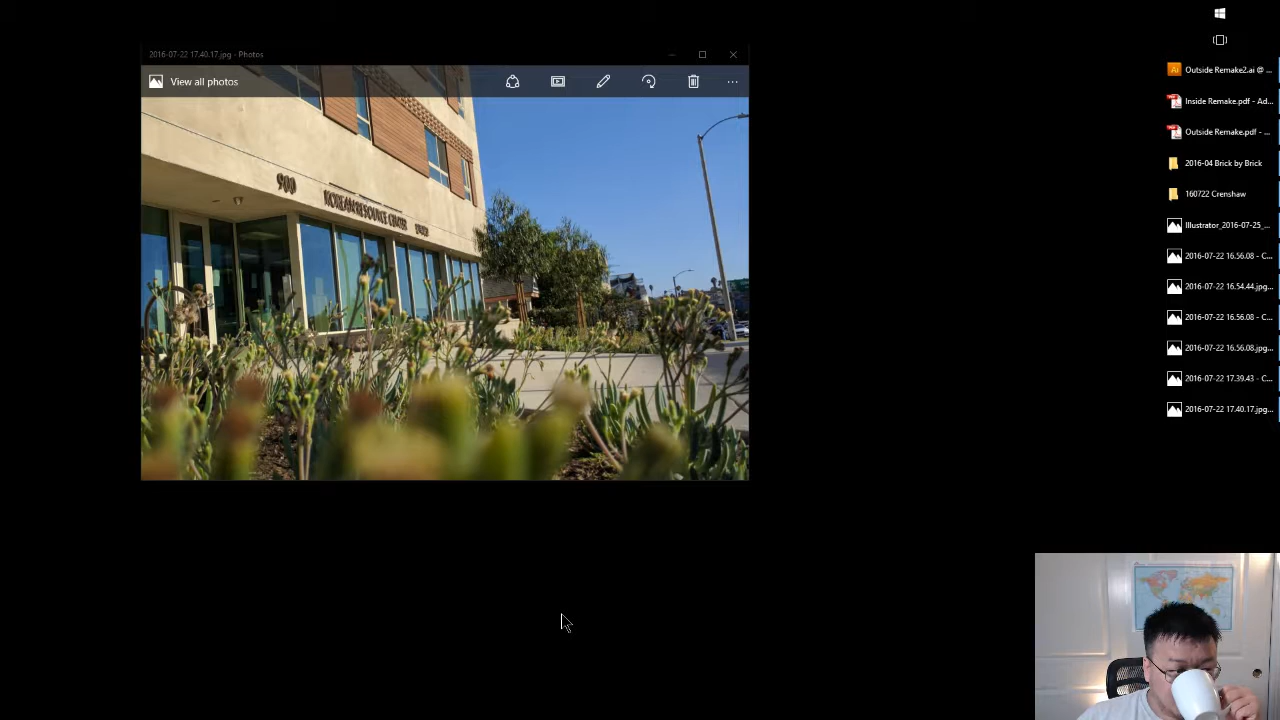 2016-07-22 17.40.17.jpg - Photos
View all photos
900
KOREAN RESOURCE CENTER
Outside Remake2.ai @ ...
Inside Remake.pdf - Ad...
Outside Remake.pdf - ...
2016-04 Brick by Brick
160722 Crenshaw
Illustrator_2016-07-25_...
2016-07-22 16.56.08 - C...
2016-07-22 16.54.44.jpg...
2016-07-22 16.56.08 - C...
2016-07-22 16.56.08.jpg...
2016-07-22 17.39.43 - C...
2016-07-22 17.40.17.jpg...